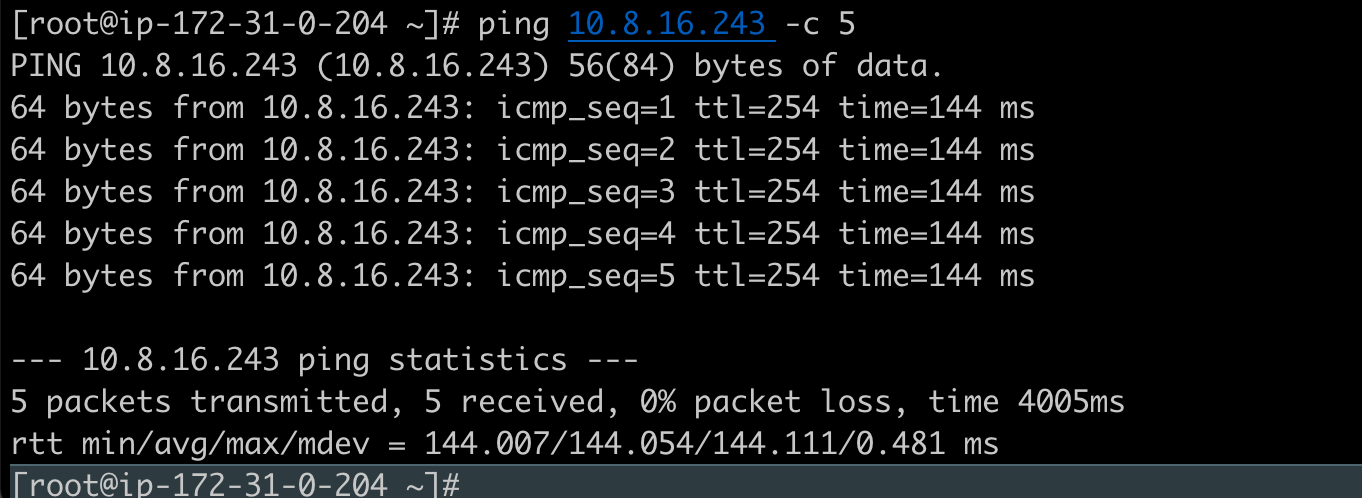 [root@ip-172-31-0-204 ~]# ping 10.8.16.243 -c 5
PING 10.8.16.243 (10.8.16.243) 56(84) bytes of data.
64 bytes from 10.8.16.243: icmp_seq=1 ttl=254 time=144 ms
64 bytes from 10.8.16.243: icmp_seq=2 ttl=254 time=144 ms
64 bytes from 10.8.16.243: icmp_seq=3 ttl=254 time=144 ms
64 bytes from 10.8.16.243: icmp_seq=4 ttl=254 time=144 ms
64 bytes from 10.8.16.243: icmp_seq=5 ttl=254 time=144 ms
--- 10.8.16.243 ping statistics ---
5 packets transmitted, 5 received, 0% packet loss, time 4005ms
rtt min/avg/max/mdev = 144.007/144.054/144.111/0.481 ms
[root@ip-172-31-0-204 ~]#